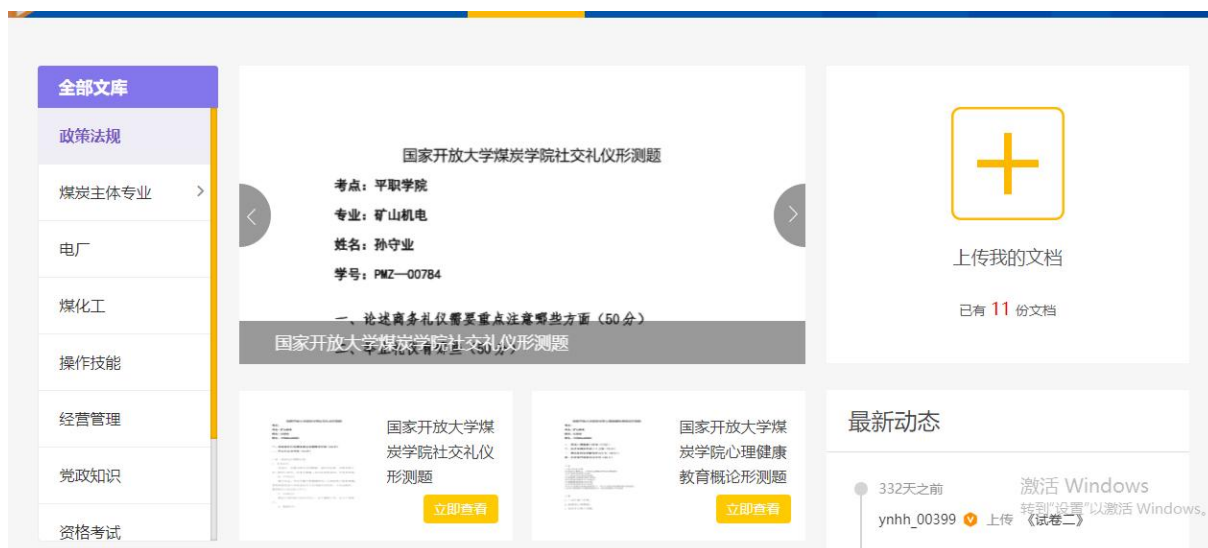 全部文库
政策法规
煤炭主体专业
电厂
煤化工
操作技能
经营管理
党政知识
资格考试
国家开放大学煤炭学院社交礼仪形测题
考点：平职学院
专业：矿山机电
姓名：孙守业
学号：PMZ—00784
一、论述商务礼仪需要重点注意哪些方面（50分）
国家开放大学煤炭学院社交礼仪形测题
上传我的文档
已有 11 份文档
国家开放大学煤
炭学院社交礼仪
形测题
立即查看
国家开放大学煤
炭学院心理健康
教育概论形测题
立即查看
最新动态
332天之前
ynhh_00399 上传 《试卷二》
激活 Windows
转到"设置"以激活 Windows。